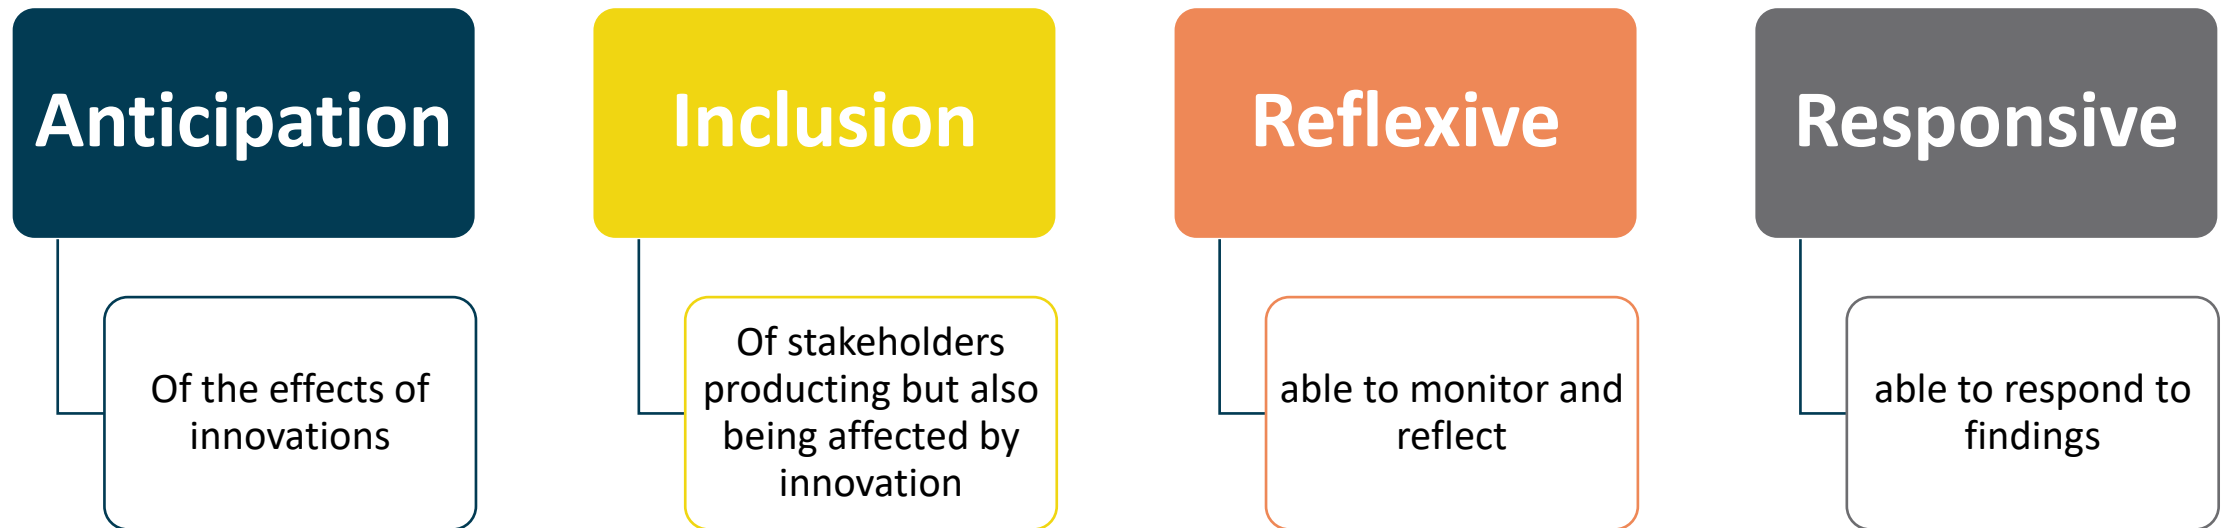 Anticipation
Of the effects of
innovations
Inclusion
Of stakeholders
producting but also
being affected by
innovation
Reflexive
able to monitor and
reflect
Responsive
able to respond to
findings